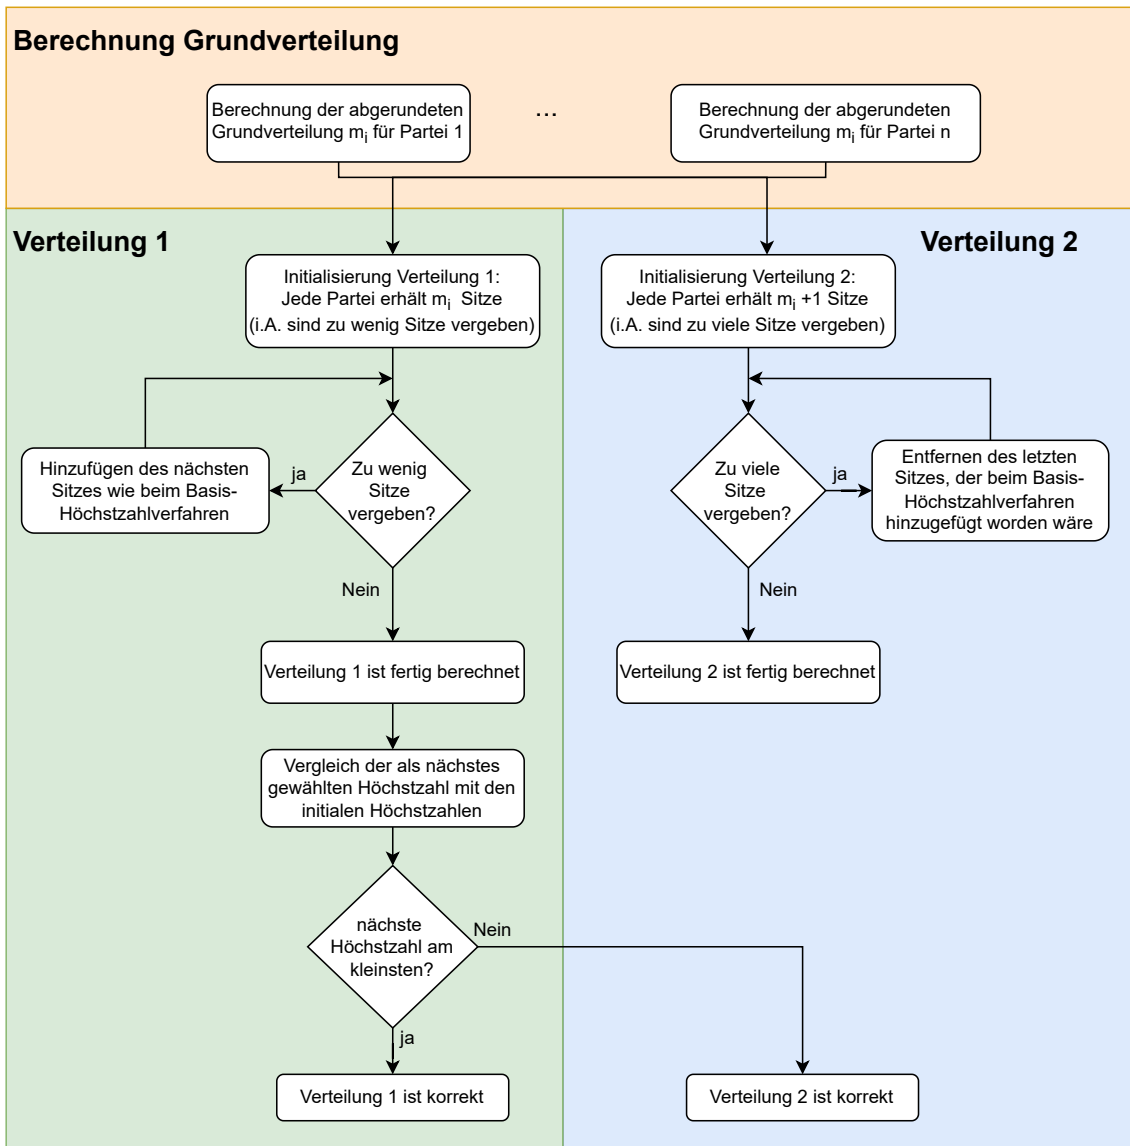 Berechnung Grundverteilung
Berechnung der abgerundeten
Grundverteilung mi für Partei 1
...
Berechnung der abgerundeten
Grundverteilung mi für Partei n
Verteilung 1
Verteilung 2
Initialisierung Verteilung 1:
Jede Partei erhält mi Sitze
(i.A. sind zu wenig Sitze vergeben)
Initialisierung Verteilung 2:
Jede Partei erhält mi +1 Sitze
(i.A. sind zu viele Sitze vergeben)
Hinzufügen des nächsten
Sitzes wie beim Basis-
Höchstzahlverfahren
ja
Zu wenig
Sitze
vergeben?
Zu viele
Sitze
vergeben?
ja
Entfernen des letzten
Sitzes, der beim Basis-
Höchstzahlverfahren
hinzugefügt worden wäre
Nein
Nein
Verteilung 1 ist fertig berechnet
Verteilung 2 ist fertig berechnet
Vergleich der als nächstes
gewählten Höchstzahl mit den
initialen Höchstzahlen
nächste
Höchstzahl am
kleinsten?
Nein
ja
Verteilung 1 ist korrekt
Verteilung 2 ist korrekt